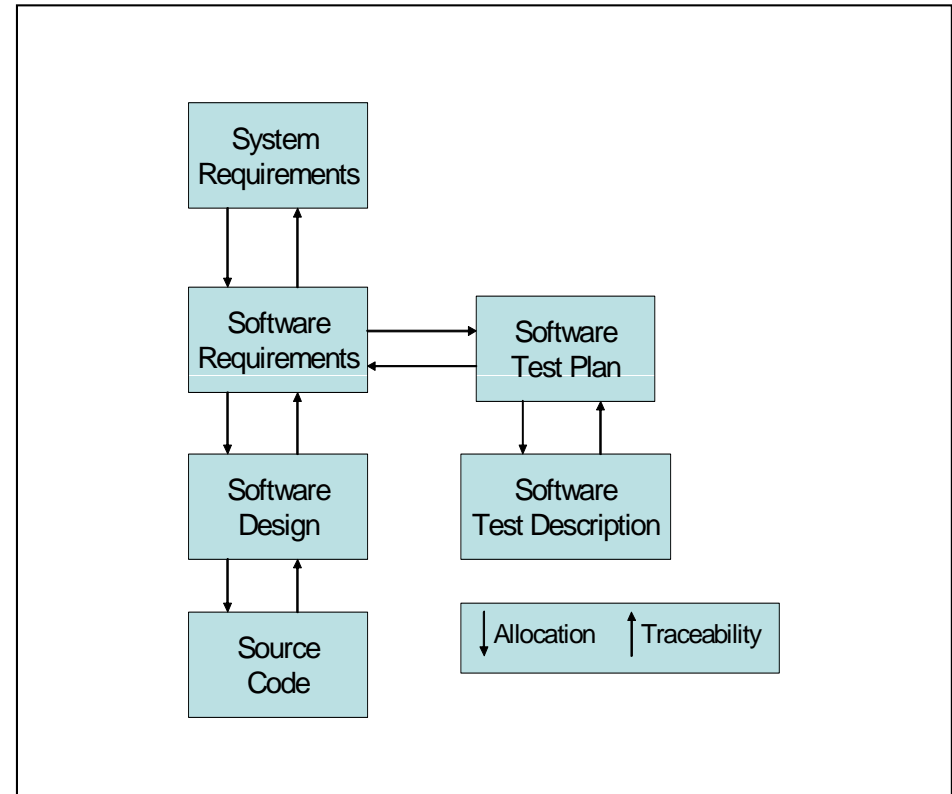 System
Requirements
Software
Requirements
Software
Test Plan
Software
Design
Software
Test Description
Source
Code
Allocation
Traceability